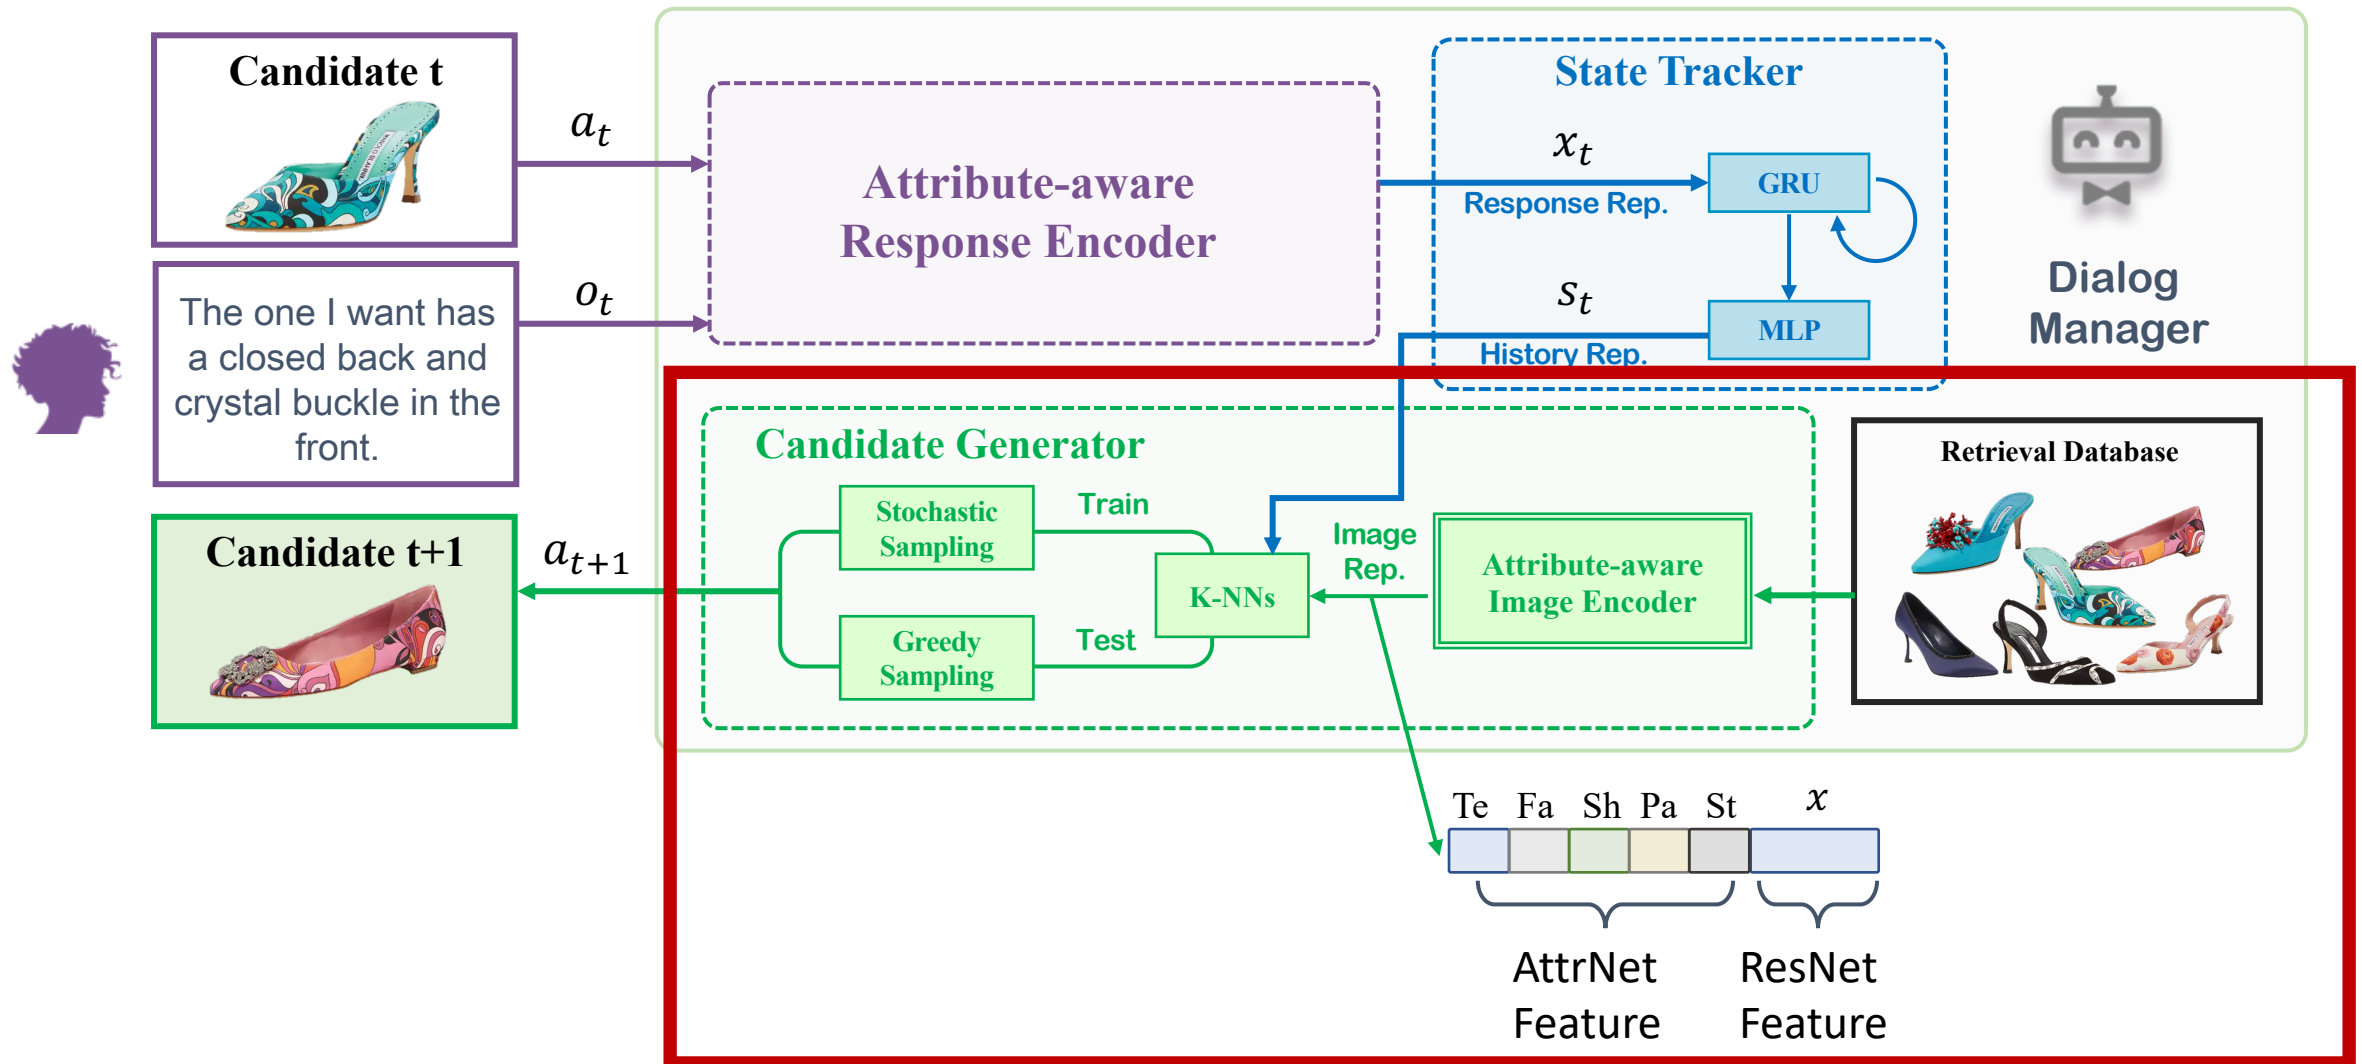 Candidate t
a_t
Attribute-aware
Response Encoder
State Tracker
x_t
Response Rep.
GRU
s_t
History Rep.
MLP
Dialog
Manager
The one I want has
a closed back and
crystal buckle in the
front.
o_t
Candidate Generator
Stochastic
Sampling
Train
Greedy
Sampling
Test
K-NNs
Image
Rep.
Attribute-aware
Image Encoder
Retrieval Database
Candidate t+1
a_{t+1}
Te Fa Sh Pa St x
AttrNet
Feature
ResNet
Feature